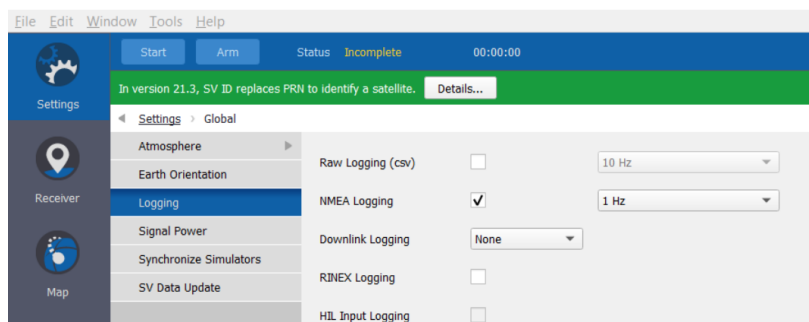 File Edit Window Tools Help
Start Arm Status Incomplete 00:00:00
In version 21.3, SV ID replaces PRN to identify a satellite. Details...
Settings
Settings > Global
Atmosphere
Raw Logging (csv) 10 Hz
Earth Orientation
Receiver
Logging
NMEA Logging 1 Hz
Signal Power
Downlink Logging None
Synchronize Simulators
RINEX Logging
Map
SV Data Update
HIL Input Logging